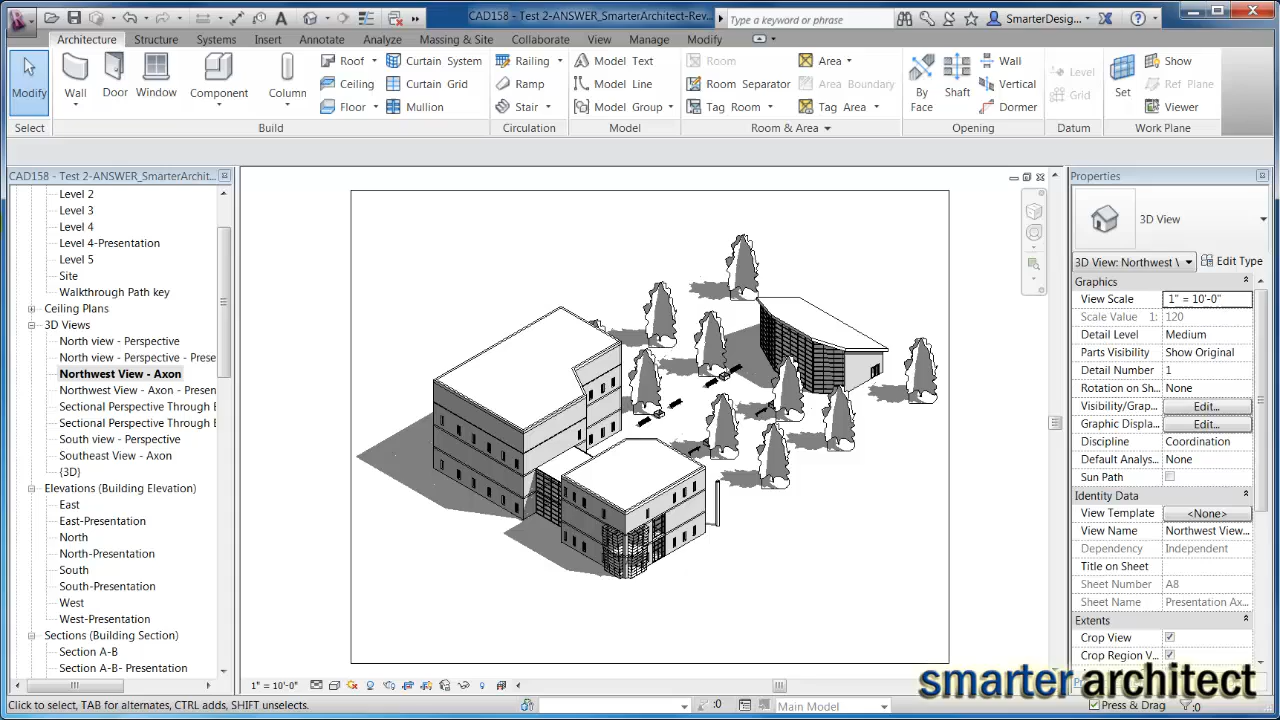 CAD158 - Test 2-ANSWER_SmarterArchitect-Rev...
Type a keyword or phrase
SmarterDesign...
Architecture Structure Systems Insert Annotate Analyze Massing & Site Collaborate View Manage Modify
Modify
Wall
Door
Window
Component
Column
Roof
Ceiling
Floor
Curtain System
Curtain Grid
Mullion
Railing
Ramp
Stair
Model Text
Model Line
Model Group
Room
Room Separator
Tag Room
Area
Area Boundary
Tag Area
By Face
Shaft
Wall
Vertical
Dormer
Level
Grid
Set
Show
Ref Plane
Viewer
Select Build Circulation Model Room & Area Opening Datum Work Plane
CAD158 - Test 2-ANSWER_SmarterArchit...
Level 2
Level 3
Level 4
Level 4-Presentation
Level 5
Site
Walkthrough Path key
Ceiling Plans
3D Views
North view - Perspective
North view - Perspective - Prese
Northwest View - Axon
Northwest View - Axon - Presen
Sectional Perspective Through E
Sectional Perspective Through E
South view - Perspective
Southeast View - Axon
{3D}
Elevations (Building Elevation)
East
East-Presentation
North
North-Presentation
South
South-Presentation
West
West-Presentation
Sections (Building Section)
Section A-B
Section A-B- Presentation
Properties
3D View
3D View: Northwest V Edit Type
Graphics
View Scale 1" = 10'-0"
Scale Value 1: 120
Detail Level Medium
Parts Visibility Show Original
Detail Number 1
Rotation on Sh... None
Visibility/Grap... Edit...
Graphic Displa... Edit...
Discipline Coordination
Default Analys... None
Sun Path
Identity Data
View Template <None>
View Name Northwest View...
Dependency Independent
Title on Sheet
Sheet Number A8
Sheet Name Presentation Ax...
Extents
Crop View
Crop Region V...
smarter architect
1" = 10'-0"
Click to select, TAB for alternates, CTRL adds, SHIFT unselects.
:0
Main Model
Press & Drag
:0